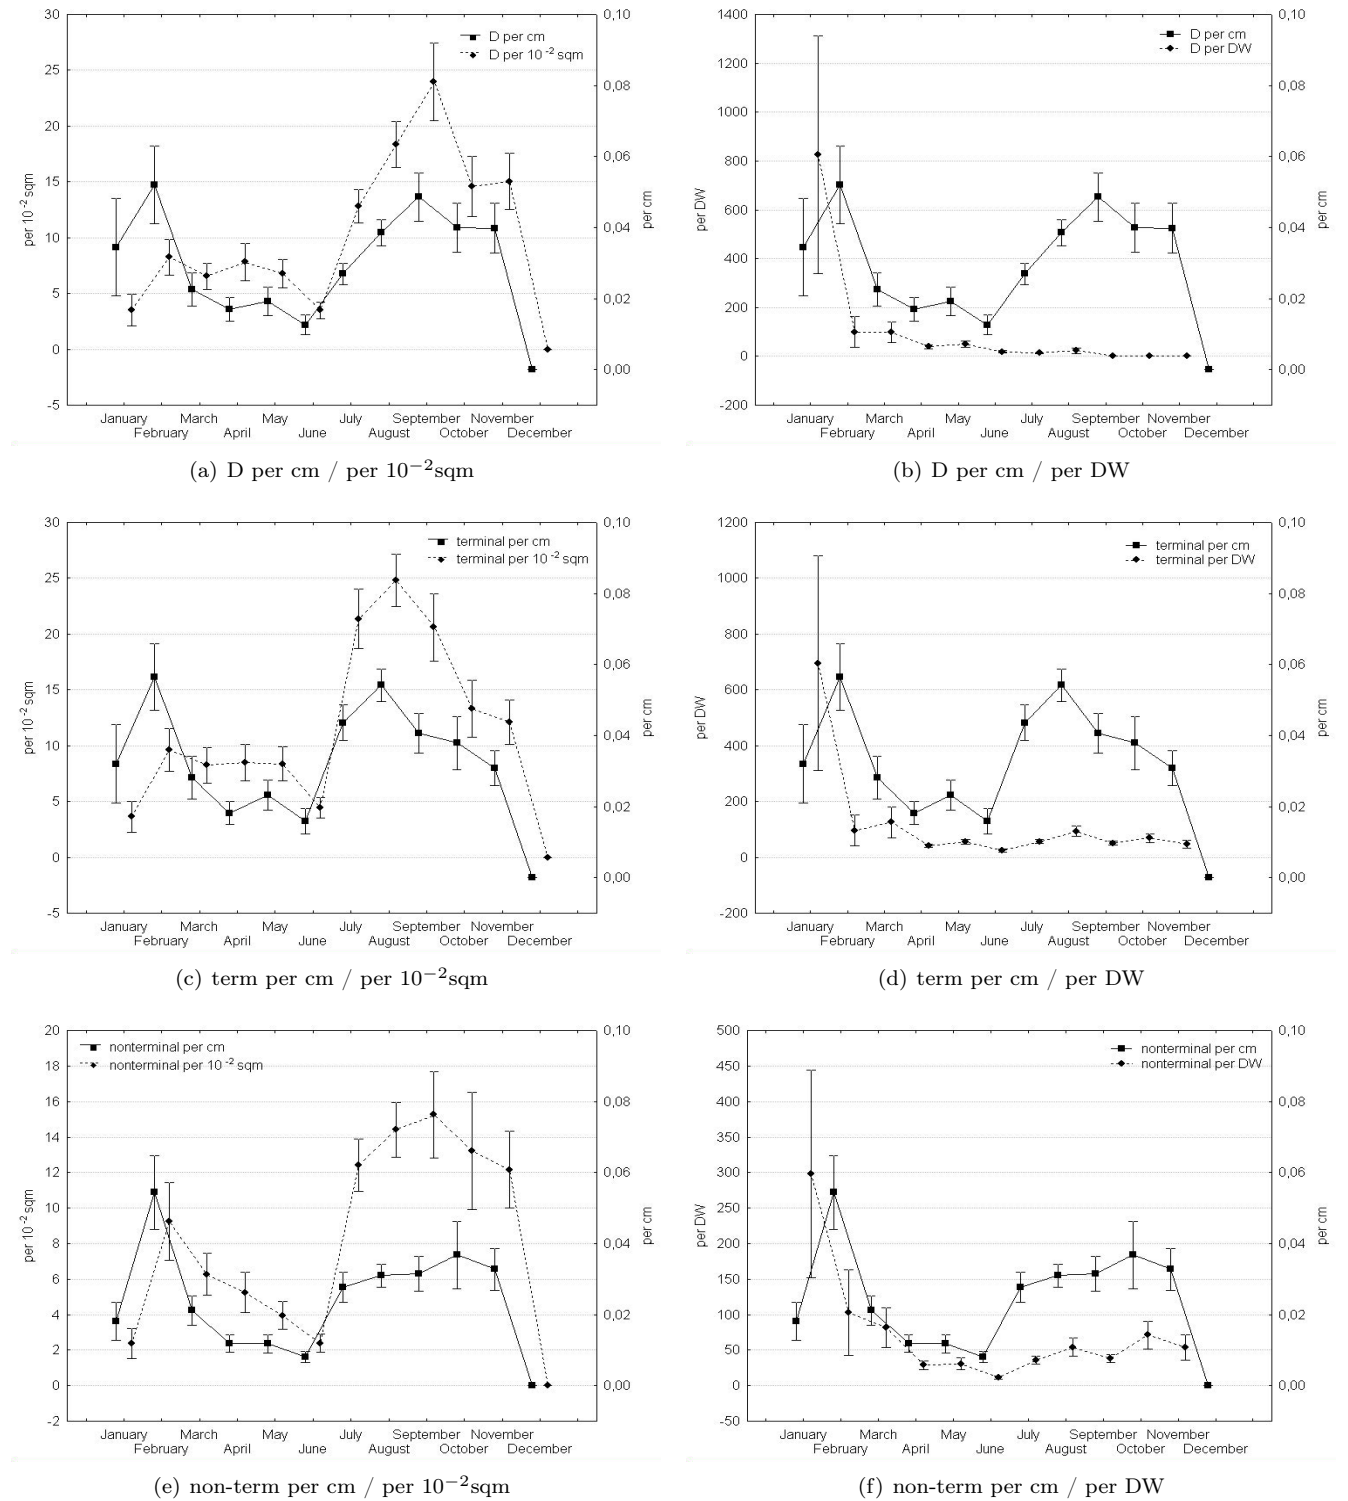 30
25
20
15
10
5
0
-5
per 10⁻² sqm
D per cm
D per 10⁻² sqm
0,10
0,08
0,06
0,04
0,02
0,00
per cm
January March May July September November
February April June August October December
(a) D per cm / per 10⁻²sqm
1400
1200
1000
800
600
400
200
0
-200
per DW
D per cm
D per DW
0,10
0,08
0,06
0,04
0,02
0,00
per cm
January March May July September November
February April June August October December
(b) D per cm / per DW
30
25
20
15
10
5
0
-5
per 10⁻² sqm
terminal per cm
terminal per 10⁻² sqm
0,10
0,08
0,06
0,04
0,02
0,00
per cm
January March May July September November
February April June August October December
(c) term per cm / per 10⁻²sqm
1200
1000
800
600
400
200
0
-200
per DW
terminal per cm
terminal per DW
0,10
0,08
0,06
0,04
0,02
0,00
per cm
January March May July September November
February April June August October December
(d) term per cm / per DW
20
18
16
14
12
10
8
6
4
2
0
-2
per 10⁻² sqm
nonterminal per cm
nonterminal per 10⁻² sqm
0,10
0,08
0,06
0,04
0,02
0,00
per cm
January March May July September November
February April June August October December
(e) non-term per cm / per 10⁻²sqm
500
450
400
350
300
250
200
150
100
50
0
-50
per DW
nonterminal per cm
nonterminal per DW
0,10
0,08
0,06
0,04
0,02
0,00
per cm
January March May July September November
February April June August October December
(f) non-term per cm / per DW